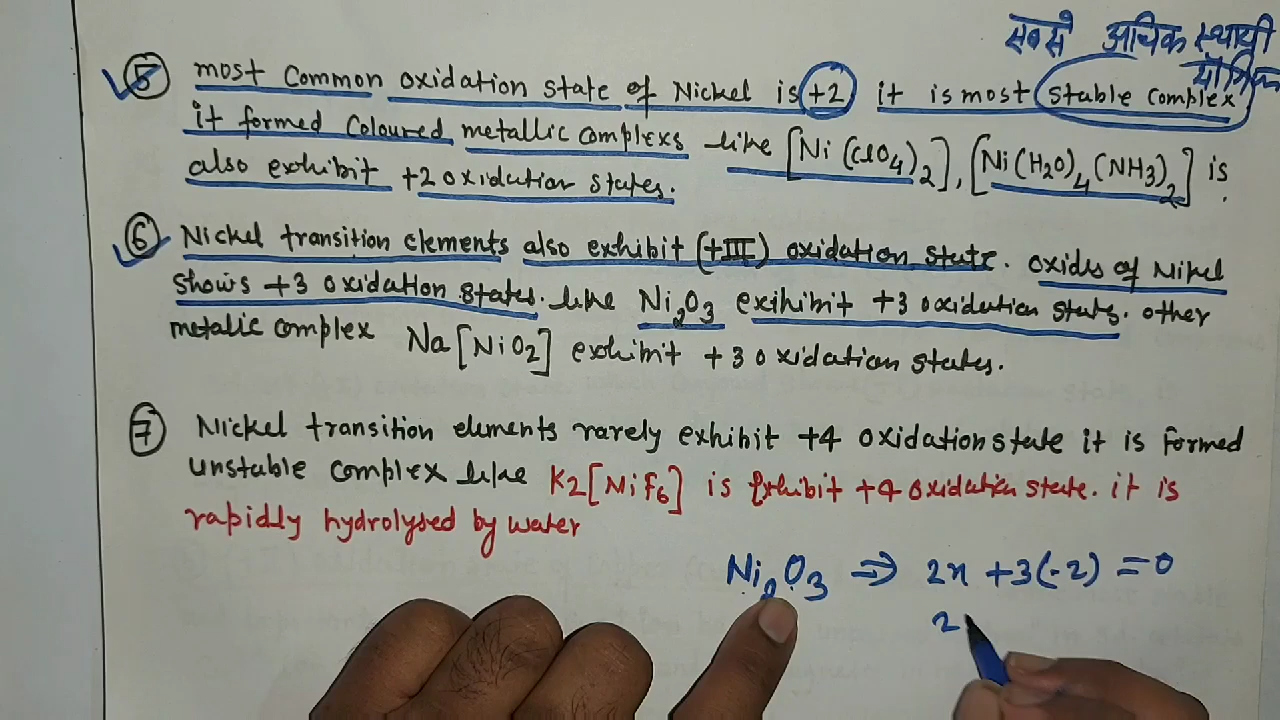 सबसे अधिक स्थायी
यौगिक
⑤ most Common oxidation state of Nickel is +2 it is most stable complex
it formed Coloured metallic complexs like [Ni(ClO4)2], [Ni(H2O)4(NH3)2] is
also exhibit +2 oxidation states.
⑥ Nickel transition elements also exhibit (+III) oxidation state. oxides of Nikel
shows +3 oxidation states. like Ni2O3 exihibit +3 oxidation states. other
metalic complex Na[NiO2] exhibit +3 oxidation states.
⑦ Nickel transition elements rarely exhibit +4 oxidation state it is formed
unstable complex like K2[NiF6] is Exhibit +4 oxidation state. it is
rapidly hydrolysed by water
Ni2O3 ⇒ 2x + 3(-2) = 0
2